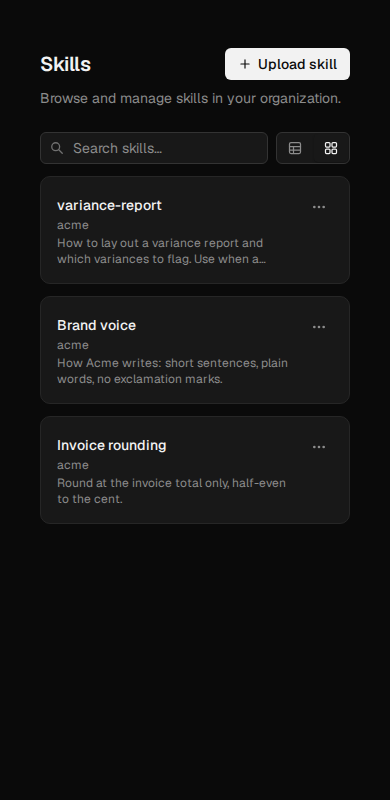 Skills
Upload skill
Browse and manage skills in your organization.
Search skills...
variance-report
acme
How to lay out a variance report and
which variances to flag. Use when a...
Brand voice
acme
How Acme writes: short sentences, plain
words, no exclamation marks.
Invoice rounding
acme
Round at the invoice total only, half-even
to the cent.